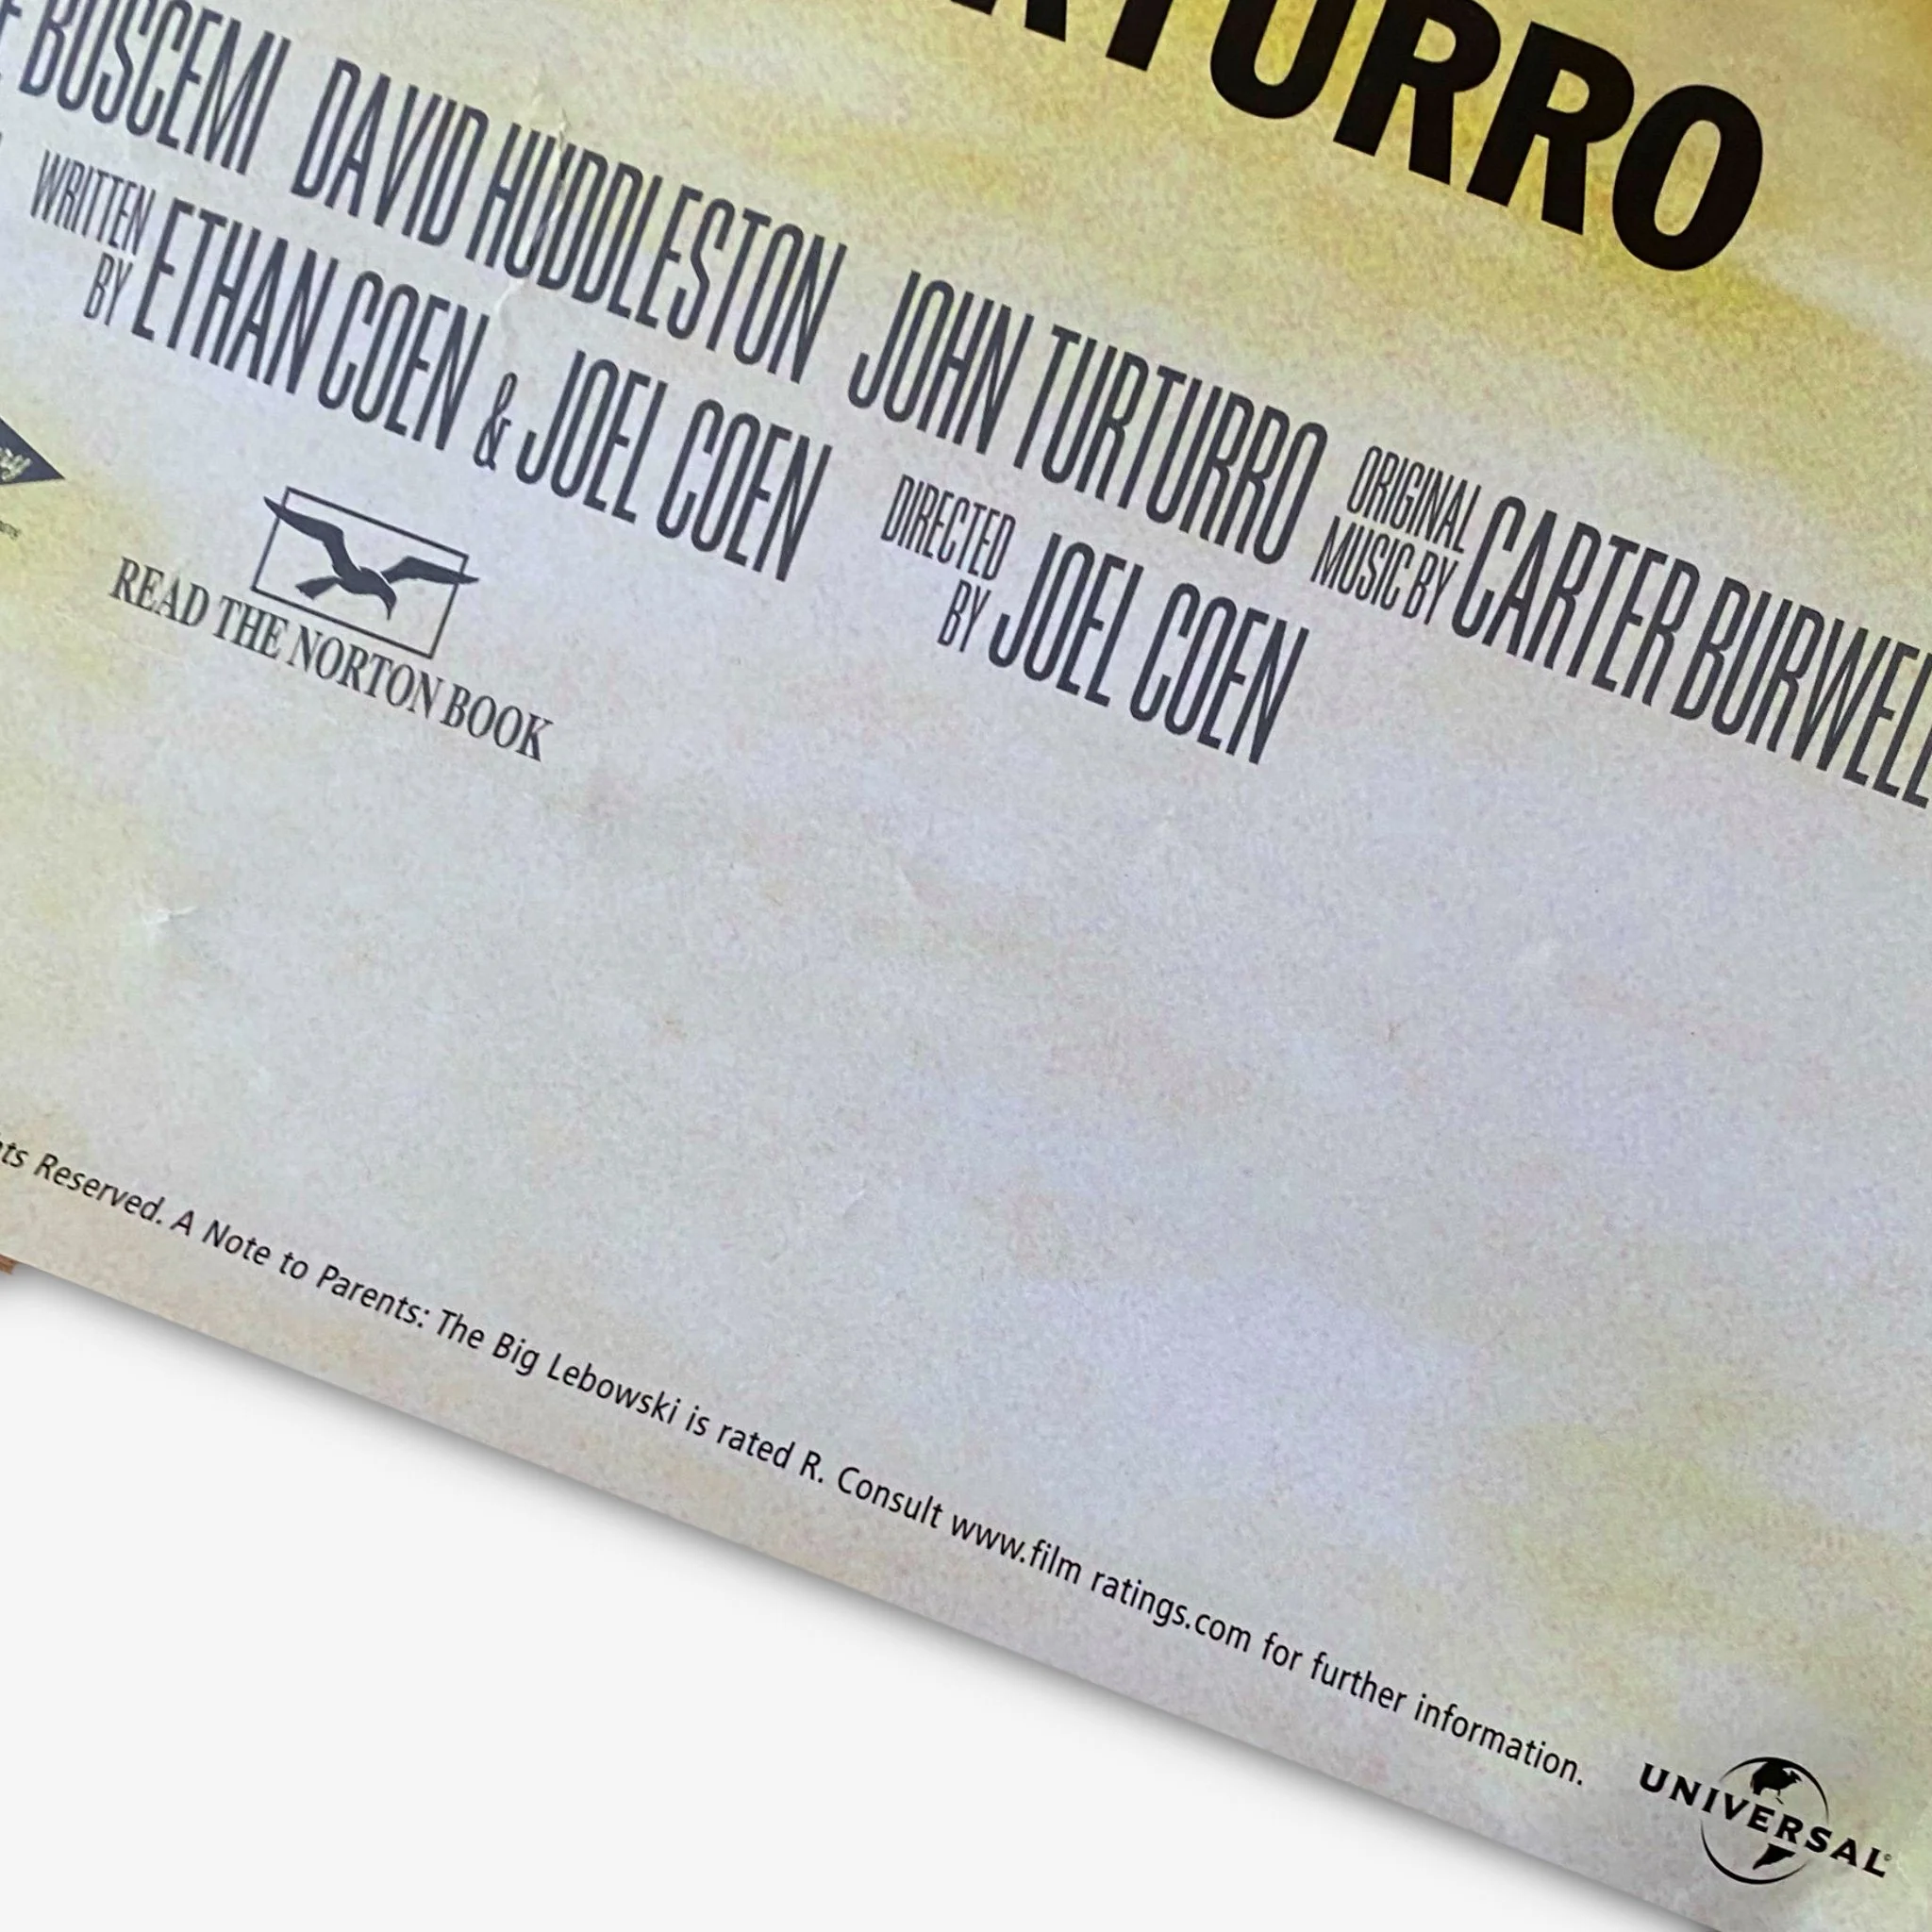 TURRO
BUSCEMI DAVID HUDDLESTON JOHN TURTURRO ORIGINAL MUSIC BY CARTER BURWELL
WRITTEN BY ETHAN COEN & JOEL COEN DIRECTED BY JOEL COEN
READ THE NORTON BOOK
Reserved. A Note to Parents: The Big Lebowski is rated R. Consult www.film ratings.com for further information.
UNIVERSAL